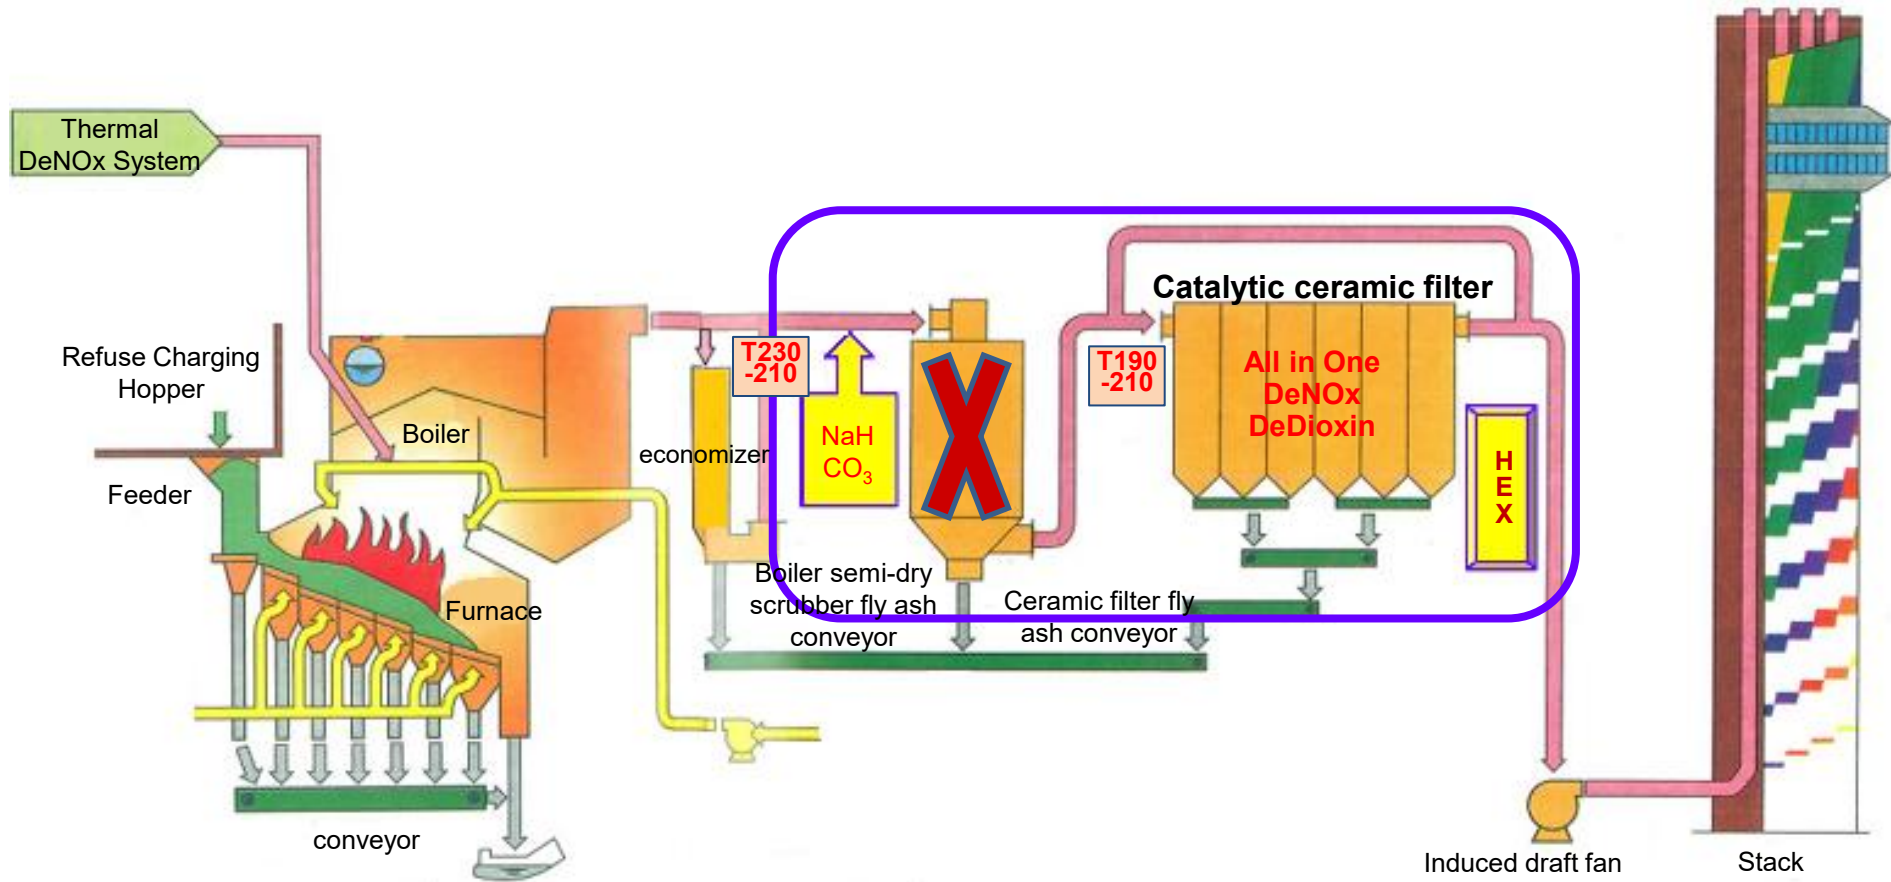 Thermal
DeNOx System
Refuse Charging
Hopper
Feeder
Boiler
Furnace
conveyor
economizer
T230
-210
NaH
CO₃
Boiler semi-dry
scrubber fly ash
conveyor
T190
-210
Catalytic ceramic filter
All in One
DeNOx
DeDioxin
H
E
X
Ceramic filter fly
ash conveyor
Induced draft fan
Stack